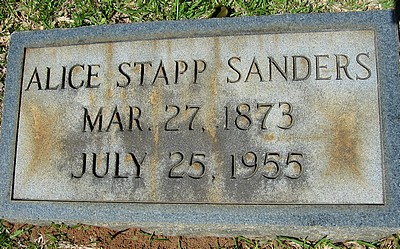 ALICE STAPP SANDERS
MAR. 27, 1873
JULY 25, 1955